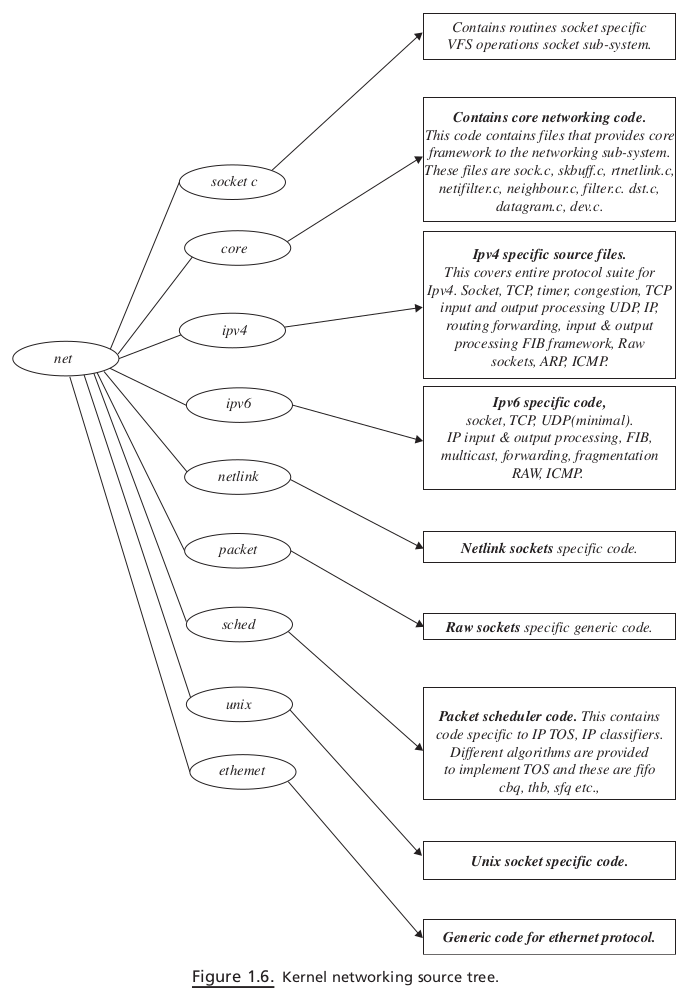 Contains routines socket specific
VFS operations socket sub-system.
Contains core networking code.
This code contains files that provides core
framework to the networking sub-system.
These files are sock.c, skbuff.c, rtnetlink.c,
netifilter.c, neighbour.c, filter.c. dst.c,
datagram.c, dev.c.
socket c
core
Ipv4 specific source files.
This covers entire protocol suite for
Ipv4. Socket, TCP, timer, congestion, TCP
input and output processing UDP, IP,
routing forwarding, input & output
processing FIB framework, Raw
sockets, ARP, ICMP.
ipv4
net
ipv6
Ipv6 specific code,
socket, TCP, UDP(minimal).
IP input & output processing, FIB,
multicast, forwarding, fragmentation
RAW, ICMP.
netlink
Netlink sockets specific code.
packet
Raw sockets specific generic code.
sched
Packet scheduler code. This contains
code specific to IP TOS, IP classifiers.
Different algorithms are provided
to implement TOS and these are fifo
cbq, thb, sfq etc.,
unix
ethemet
Unix socket specific code.
Generic code for ethernet protocol.
Figure 1.6. Kernel networking source tree.